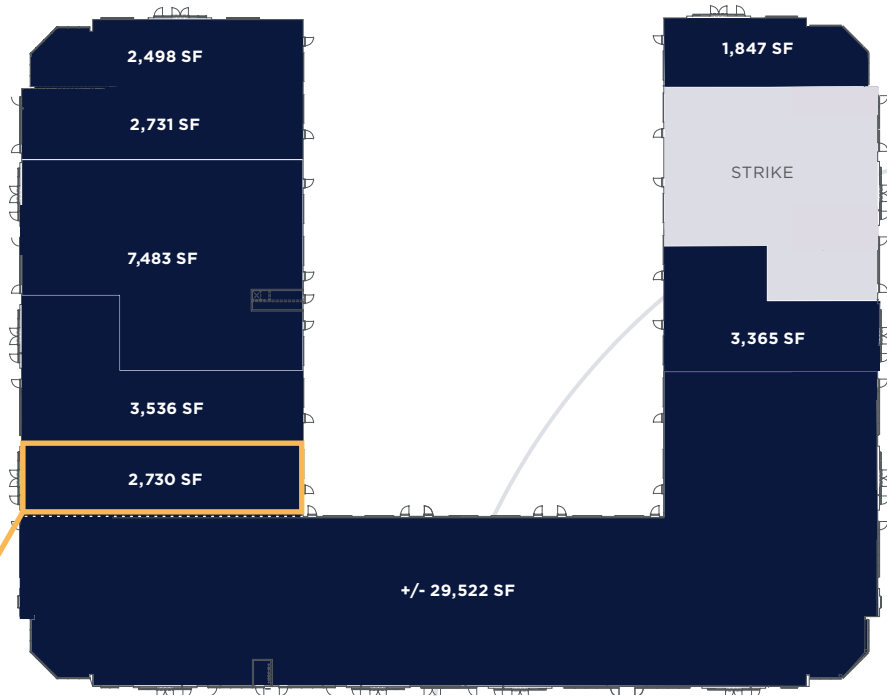 2,498 SF
1,847 SF
2,731 SF
STRIKE
7,483 SF
3,365 SF
3,536 SF
2,730 SF
+/- 29,522 SF